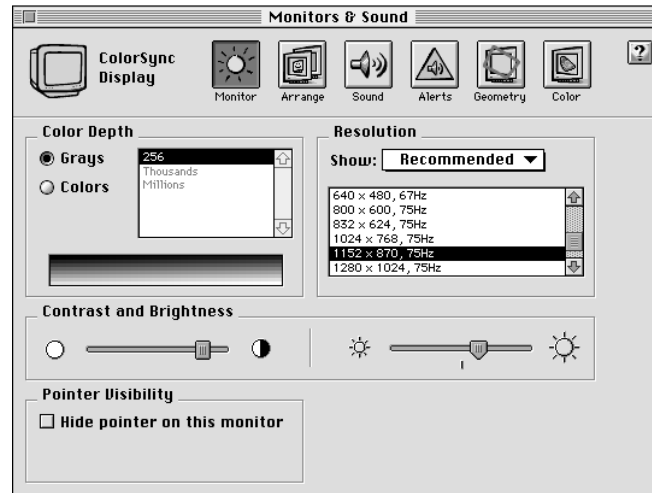 Monitors & Sound
ColorSync
Display
Monitor
Arrange
Sound
Alerts
Geometry
Color
?
Color Depth
Grays
Colors
256
Thousands
Millions
Resolution
Show: Recommended
640 x 480, 67Hz
800 x 600, 75Hz
832 x 624, 75Hz
1024 x 768, 75Hz
1152 x 870, 75Hz
1280 x 1024, 75Hz
Contrast and Brightness
Pointer Visibility
Hide pointer on this monitor